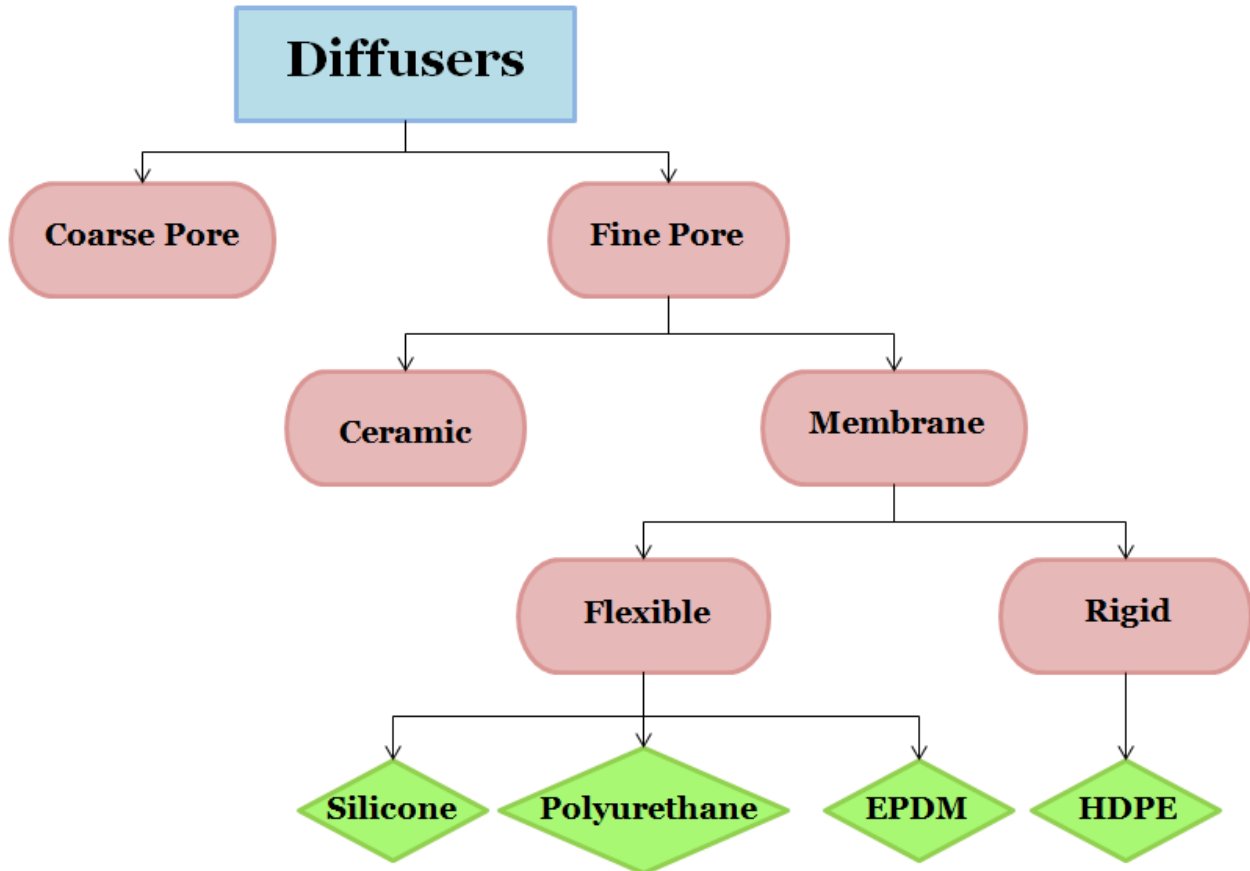 Diffusers
Coarse Pore
Fine Pore
Ceramic
Membrane
Flexible
Rigid
Silicone
Polyurethane
EPDM
HDPE